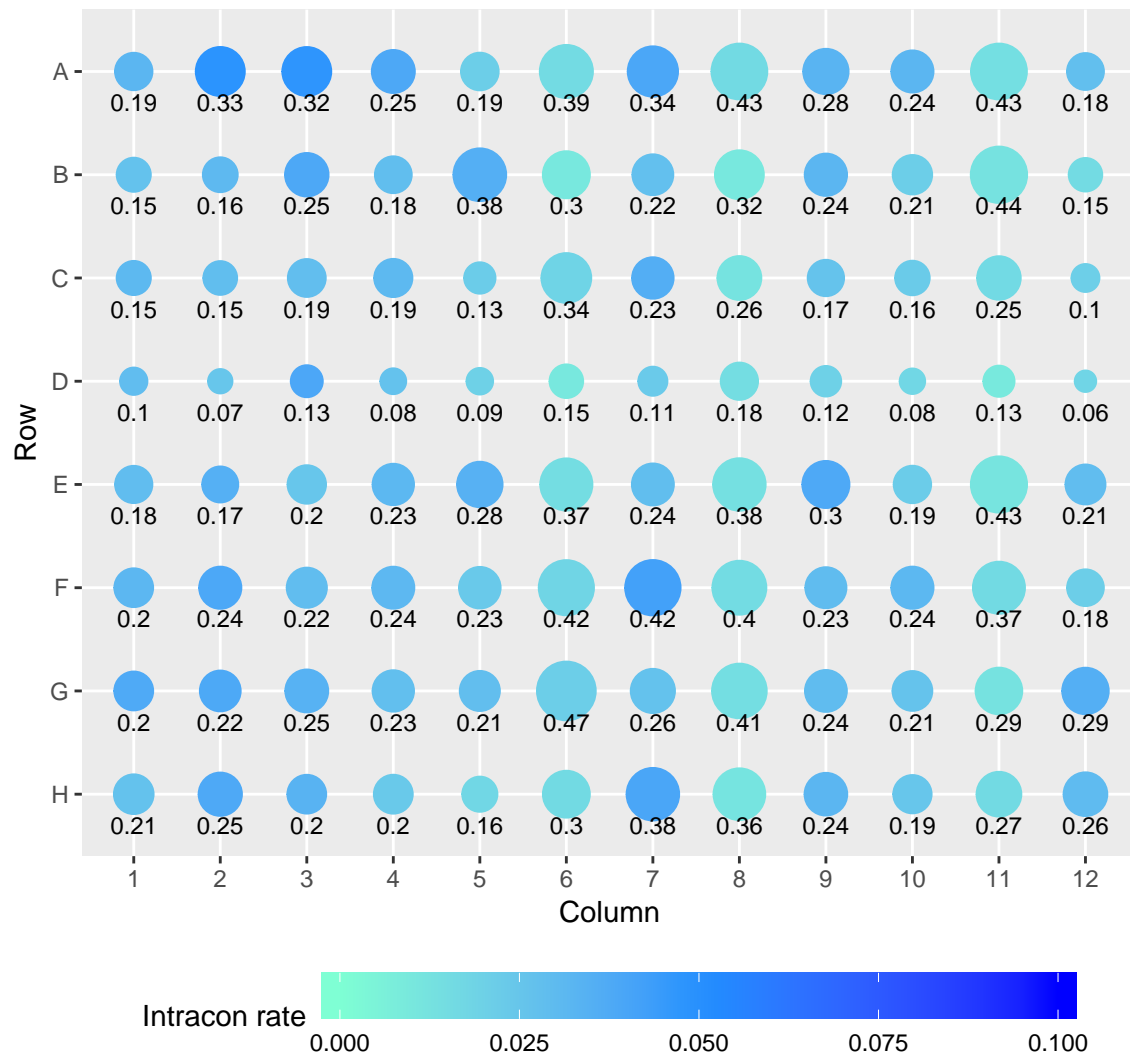 A
0.19 0.33 0.32 0.25 0.19 0.39 0.34 0.43 0.28 0.24 0.43 0.18
B
0.15 0.16 0.25 0.18 0.38 0.3 0.22 0.32 0.24 0.21 0.44 0.15
C
0.15 0.15 0.19 0.19 0.13 0.34 0.23 0.26 0.17 0.16 0.25 0.1
D
0.1 0.07 0.13 0.08 0.09 0.15 0.11 0.18 0.12 0.08 0.13 0.06
Row
E
0.18 0.17 0.2 0.23 0.28 0.37 0.24 0.38 0.3 0.19 0.43 0.21
F
0.2 0.24 0.22 0.24 0.23 0.42 0.42 0.4 0.23 0.24 0.37 0.18
G
0.2 0.22 0.25 0.23 0.21 0.47 0.26 0.41 0.24 0.21 0.29 0.29
H
0.21 0.25 0.2 0.2 0.16 0.3 0.38 0.36 0.24 0.19 0.27 0.26
1 2 3 4 5 6 7 8 9 10 11 12
Column
Intracon rate
0.000 0.025 0.050 0.075 0.100